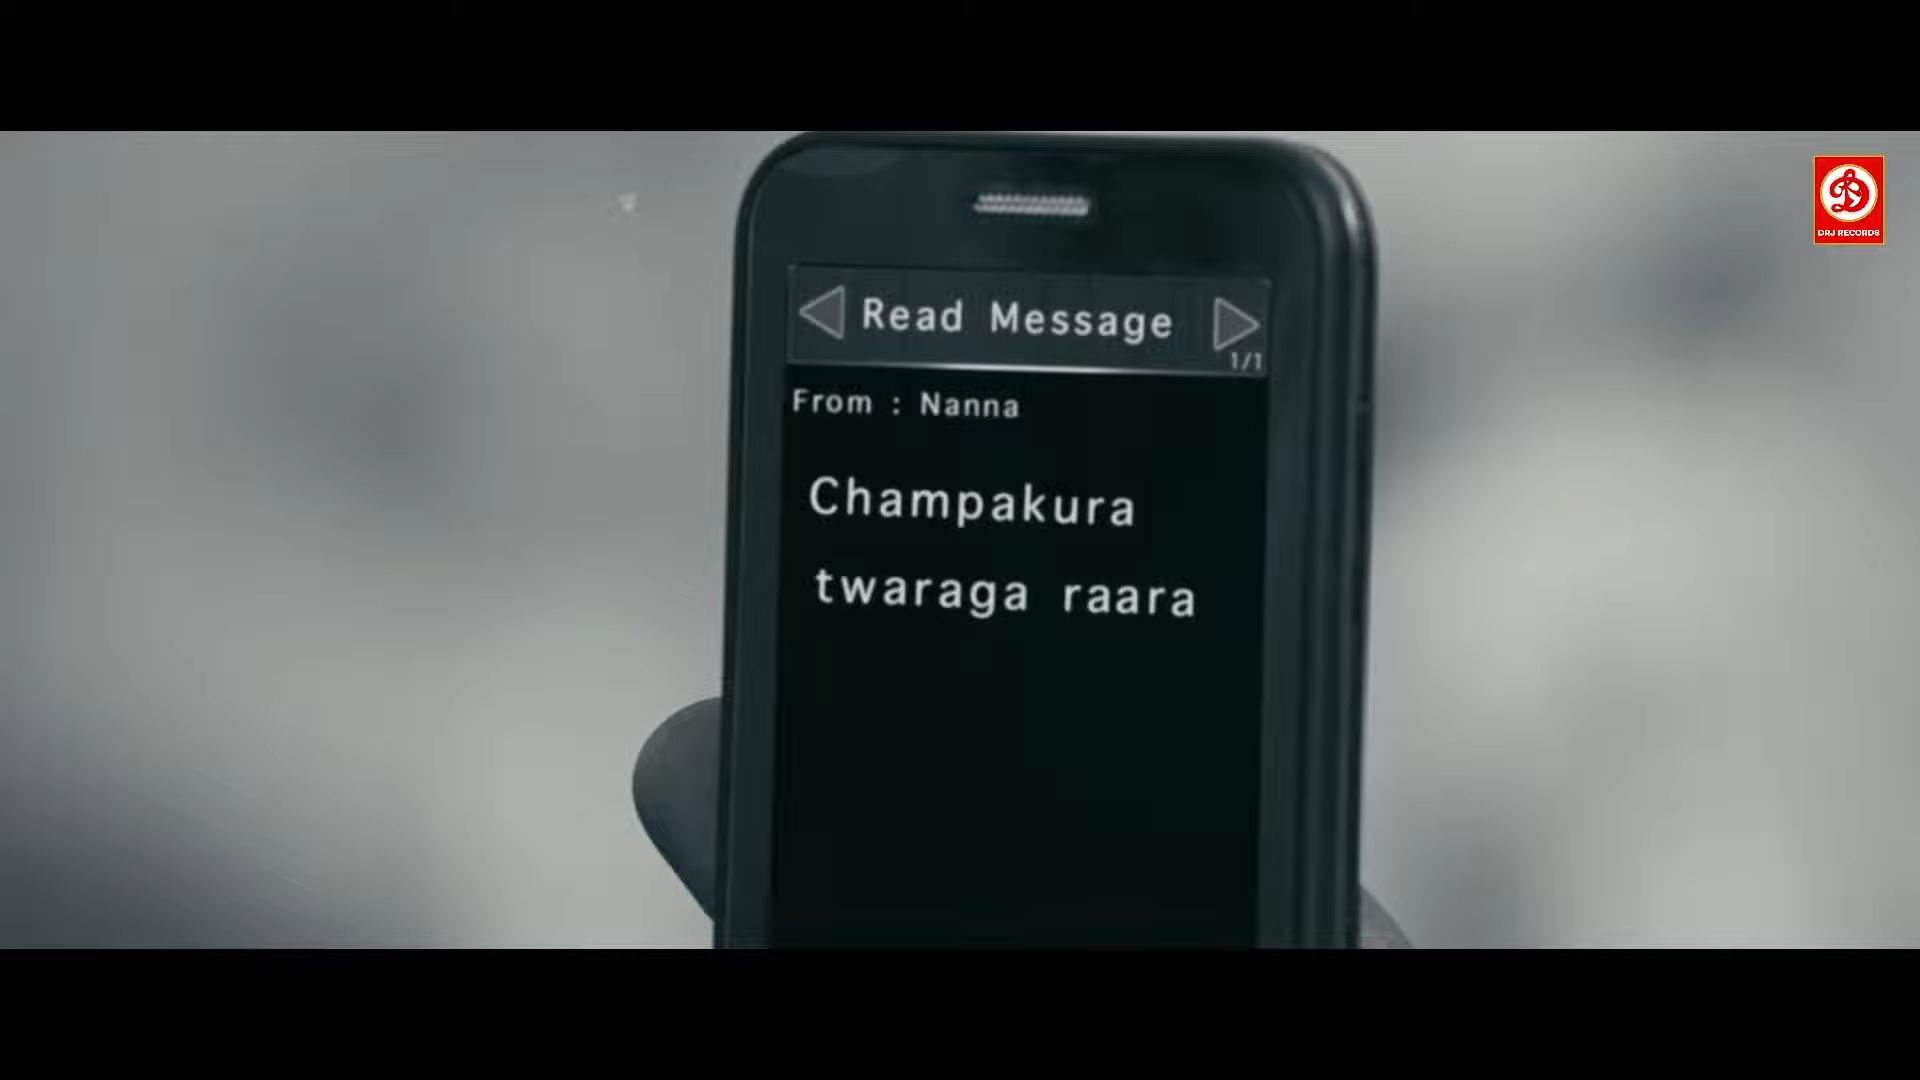 DRJ RECORDS
Read Message
1/1
From : Nanna
Champakura
twaraga raara